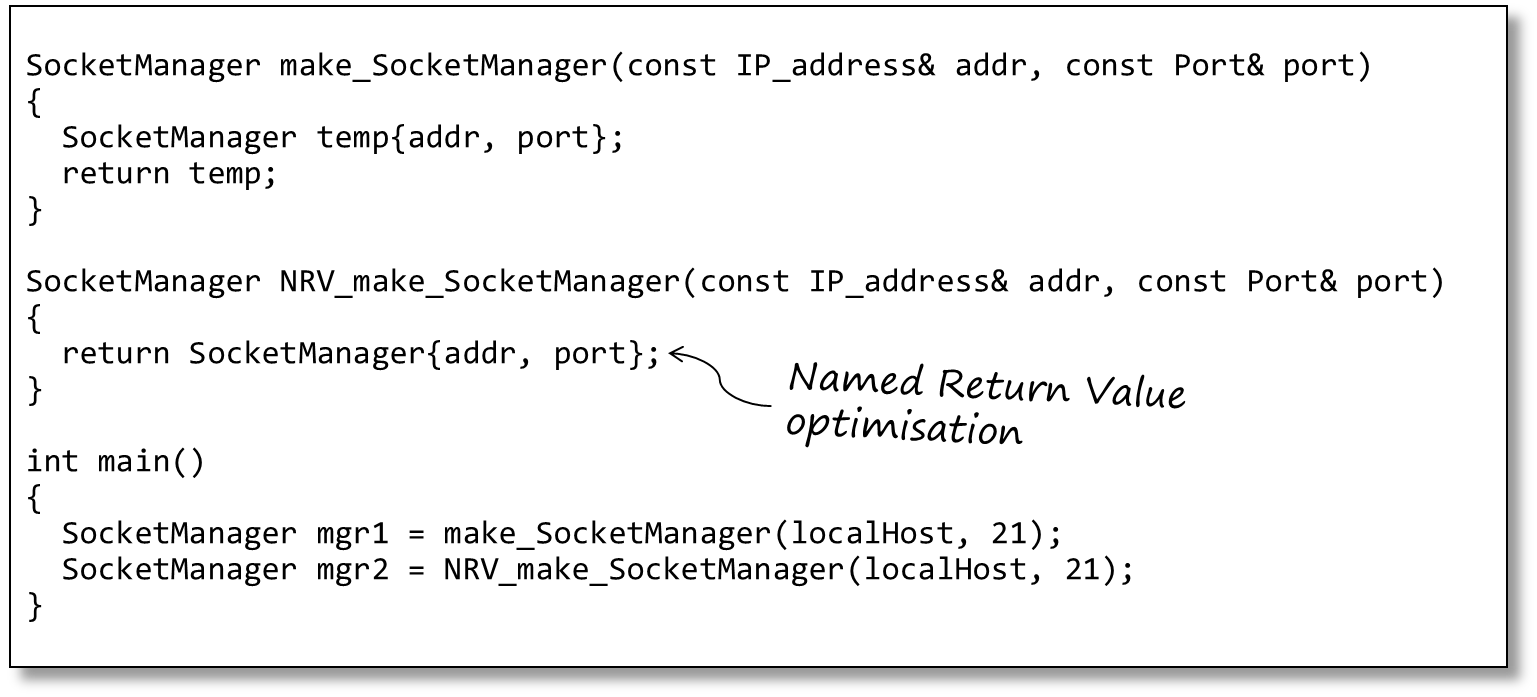 SocketManager make_SocketManager(const IP_address& addr, const Port& port)
{
  SocketManager temp{addr, port};
  return temp;
}
SocketManager NRV_make_SocketManager(const IP_address& addr, const Port& port)
{
  return SocketManager{addr, port};
}
Named Return Value
optimisation
int main()
{
  SocketManager mgr1 = make_SocketManager(localHost, 21);
  SocketManager mgr2 = NRV_make_SocketManager(localHost, 21);
}